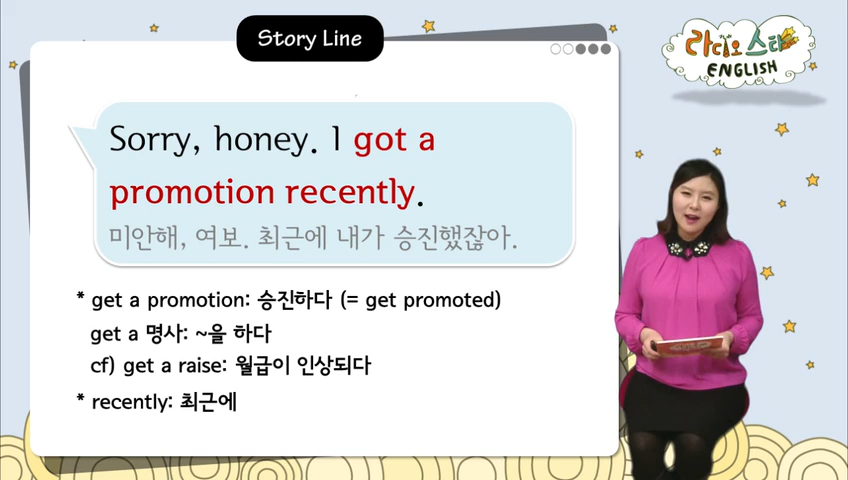 Story Line
라디오 스타
ENGLISH
Sorry, honey. I got a
promotion recently.
미안해, 여보. 최근에 내가 승진했잖아.
* get a promotion: 승진하다 (= get promoted)
get a 명사: ~을 하다
cf) get a raise: 월급이 인상되다
* recently: 최근에